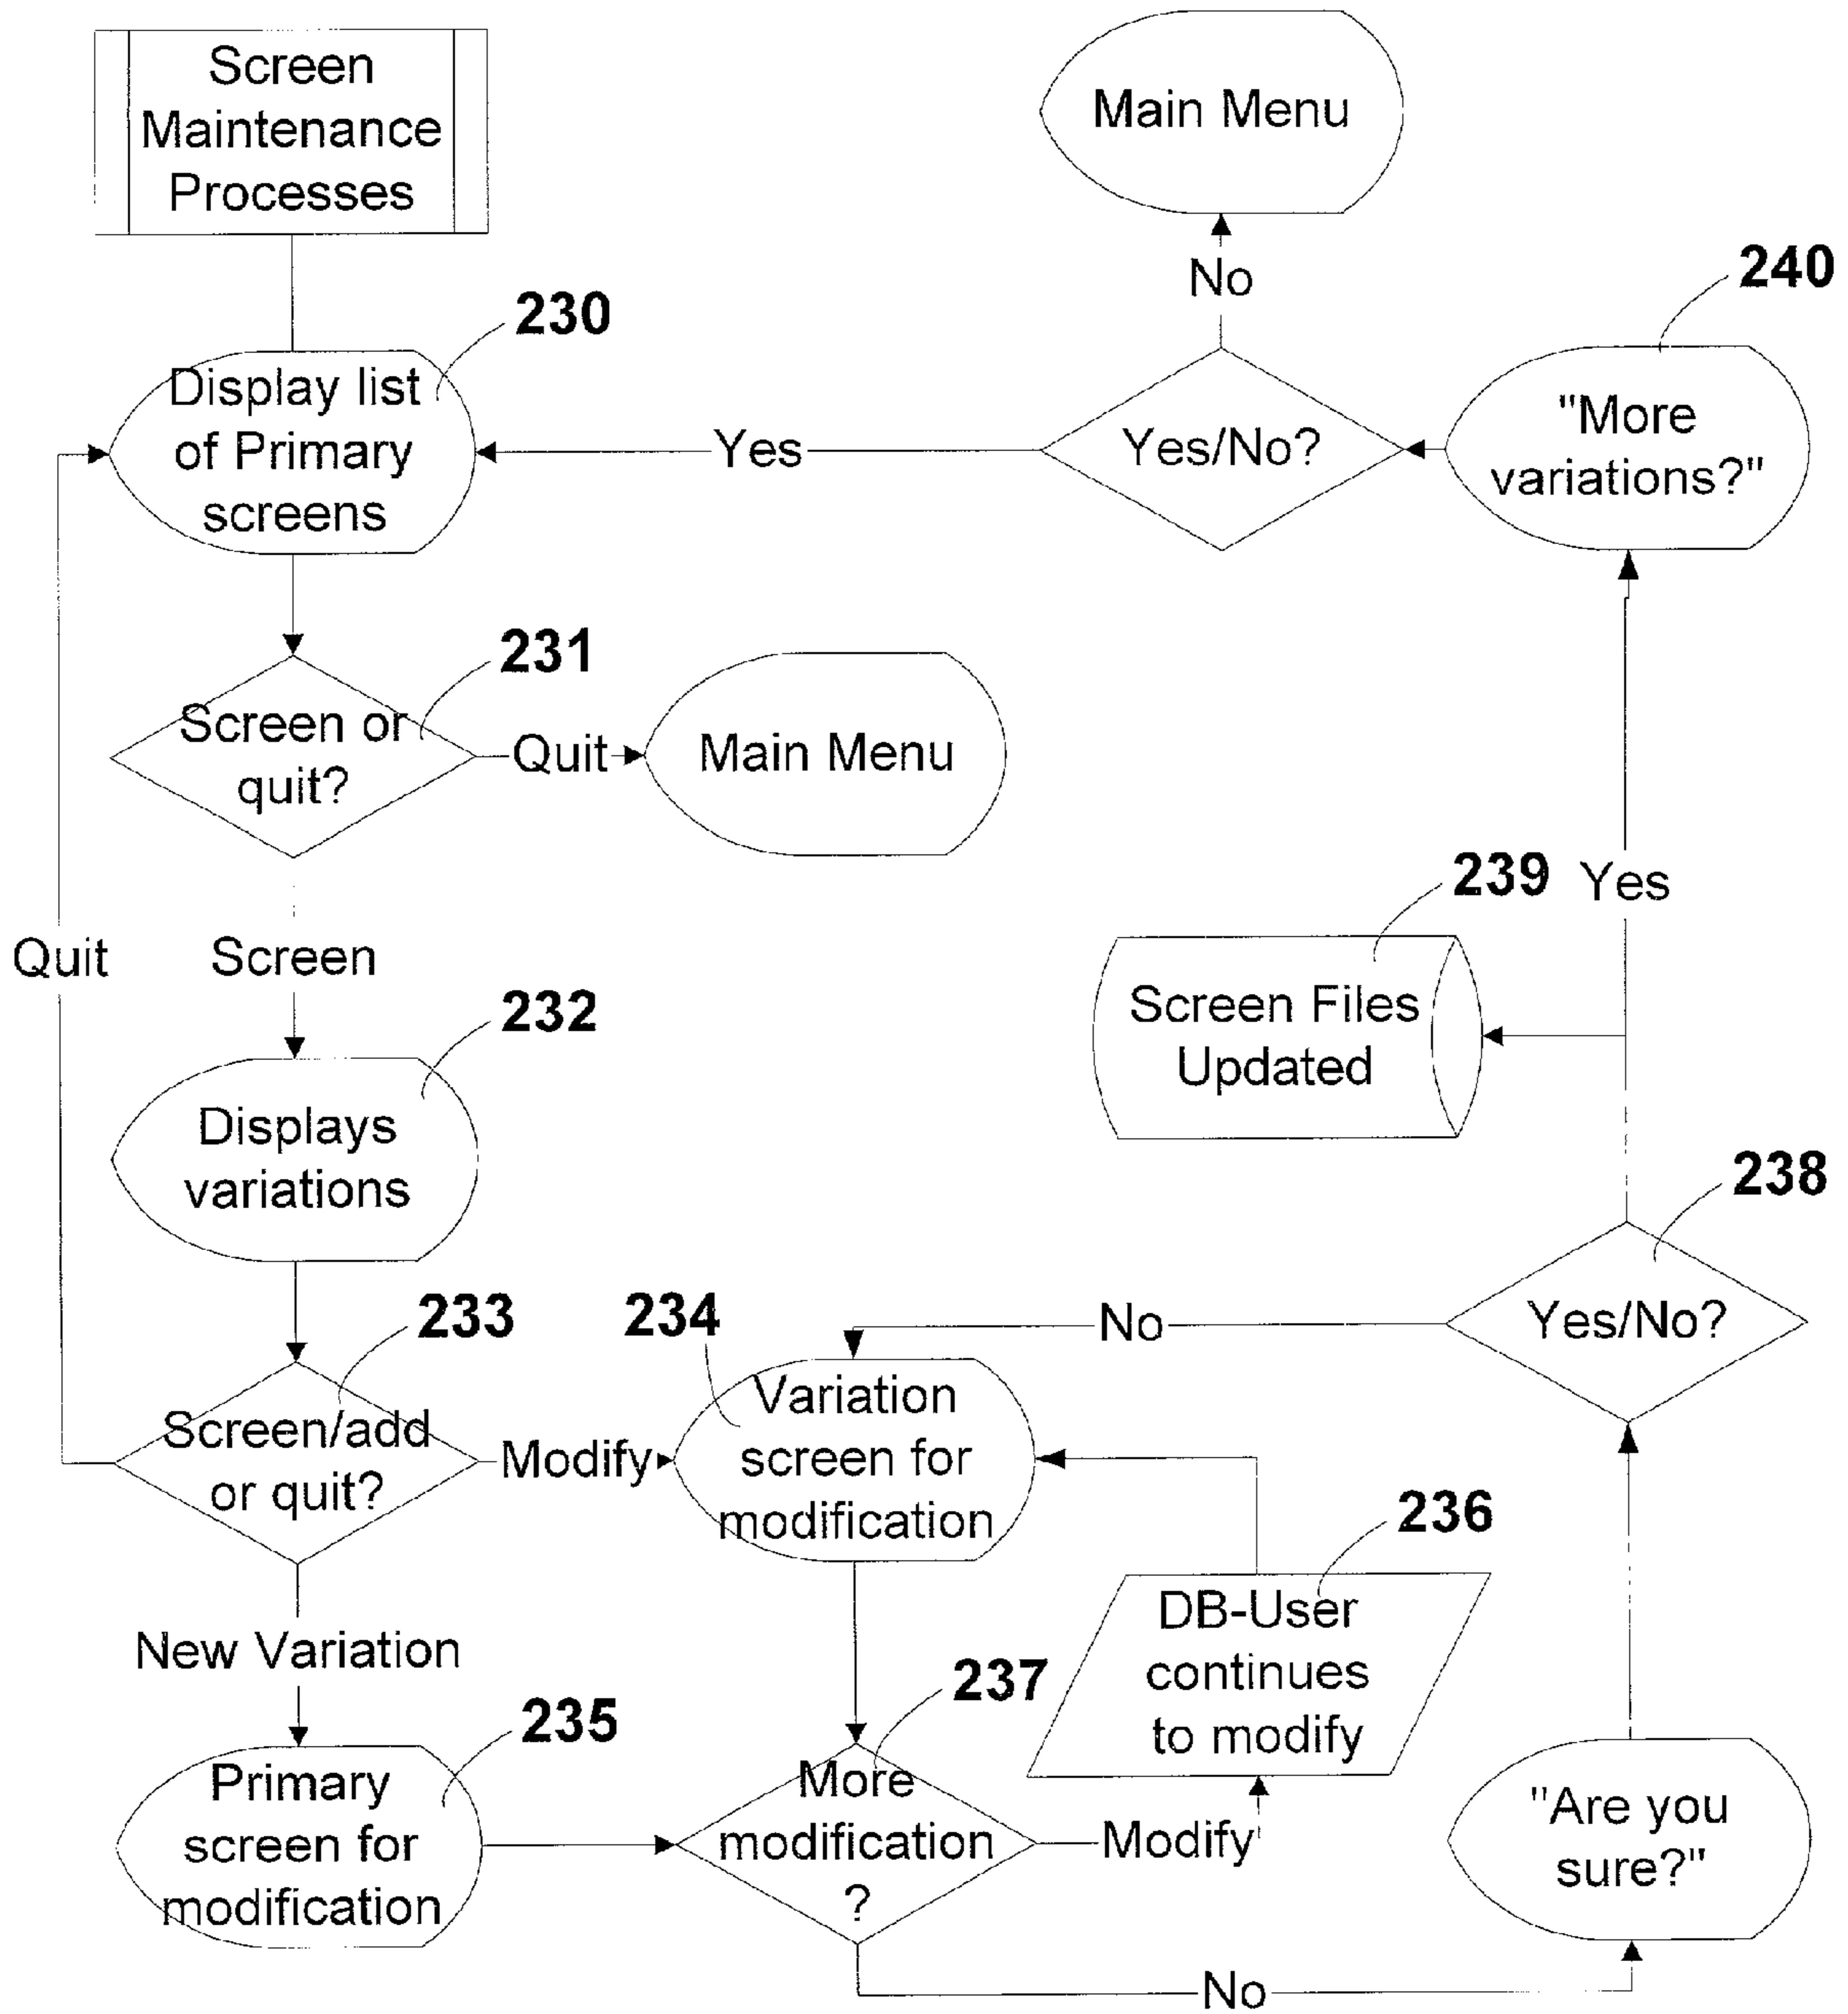 Screen
Maintenance
Processes
Main Menu
No
240
230
Display list
of Primary
screens
Yes
Yes/No?
"More
variations?"
231
Screen or
quit?
Quit
Main Menu
239
Yes
Quit
Screen
Screen Files
Updated
232
Displays
variations
238
Yes/No?
No
233
234
Screen/add
or quit?
Modify
Variation
screen for
modification
236
DB-User
continues
to modify
New Variation
237
235
Primary
screen for
modification
More
modification
?
Modify
"Are you
sure?"
No